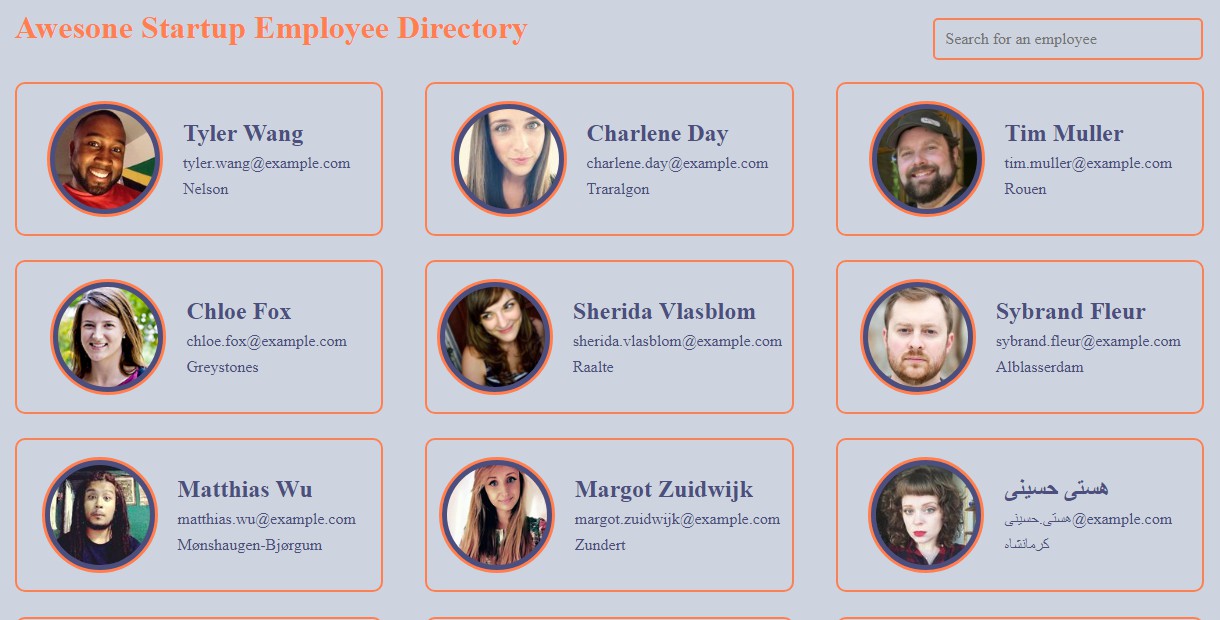 Awesone Startup Employee Directory
Search for an employee
Tyler Wang
tyler.wang@example.com
Nelson
Charlene Day
charlene.day@example.com
Traralgon
Tim Muller
tim.muller@example.com
Rouen
Chloe Fox
chloe.fox@example.com
Greystones
Sherida Vlasblom
sherida.vlasblom@example.com
Raalte
Sybrand Fleur
sybrand.fleur@example.com
Alblasserdam
Matthias Wu
matthias.wu@example.com
Mønshaugen-Bjørgum
Margot Zuidwijk
margot.zuidwijk@example.com
Zundert
هستی حسینی
هستی.حسینی@example.com
کرمانشاه